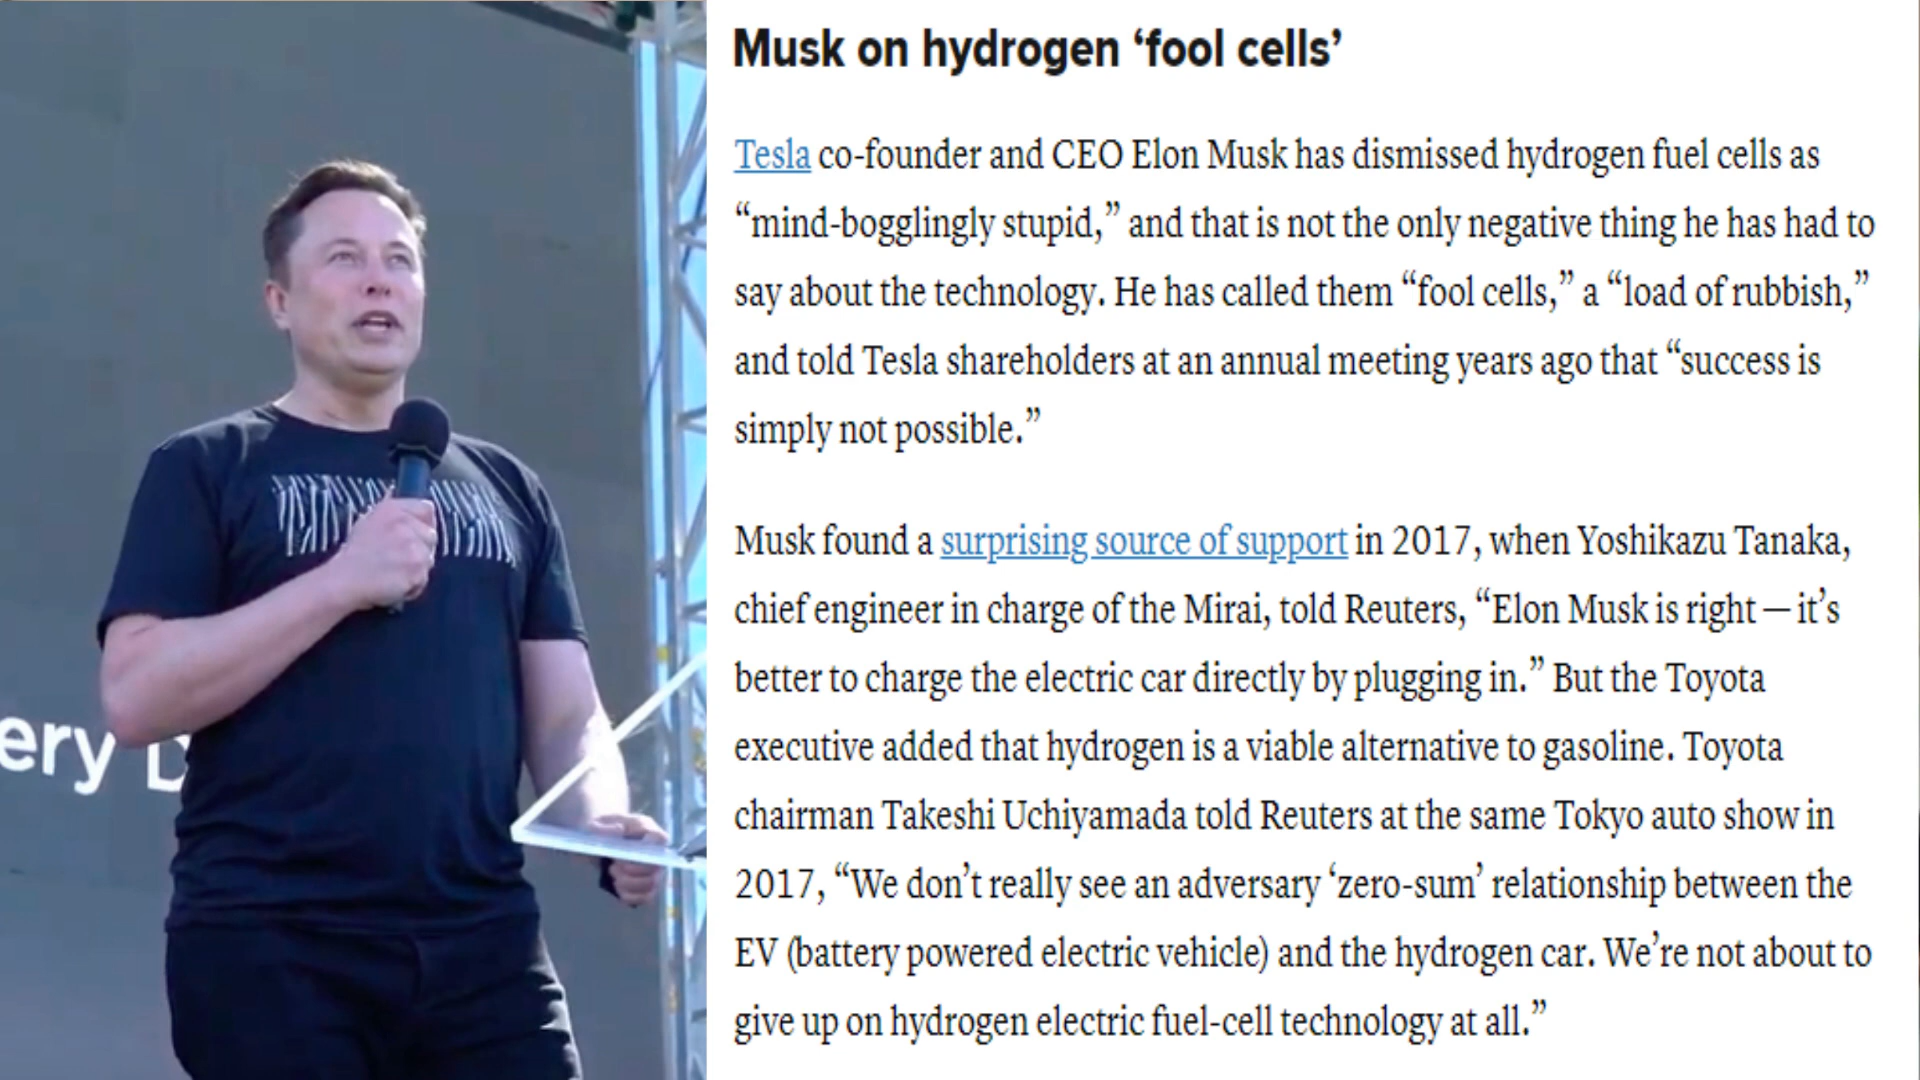 Musk on hydrogen ‘fool cells’
Tesla co-founder and CEO Elon Musk has dismissed hydrogen fuel cells as
“mind-bogglingly stupid,” and that is not the only negative thing he has had to
say about the technology. He has called them “fool cells,” a “load of rubbish,”
and told Tesla shareholders at an annual meeting years ago that “success is
simply not possible.”
Musk found a surprising source of support in 2017, when Yoshikazu Tanaka,
chief engineer in charge of the Mirai, told Reuters, “Elon Musk is right — it’s
better to charge the electric car directly by plugging in.” But the Toyota
executive added that hydrogen is a viable alternative to gasoline. Toyota
chairman Takeshi Uchiyamada told Reuters at the same Tokyo auto show in
2017, “We don’t really see an adversary ‘zero-sum’ relationship between the
EV (battery powered electric vehicle) and the hydrogen car. We’re not about to
give up on hydrogen electric fuel-cell technology at all.”
ery D